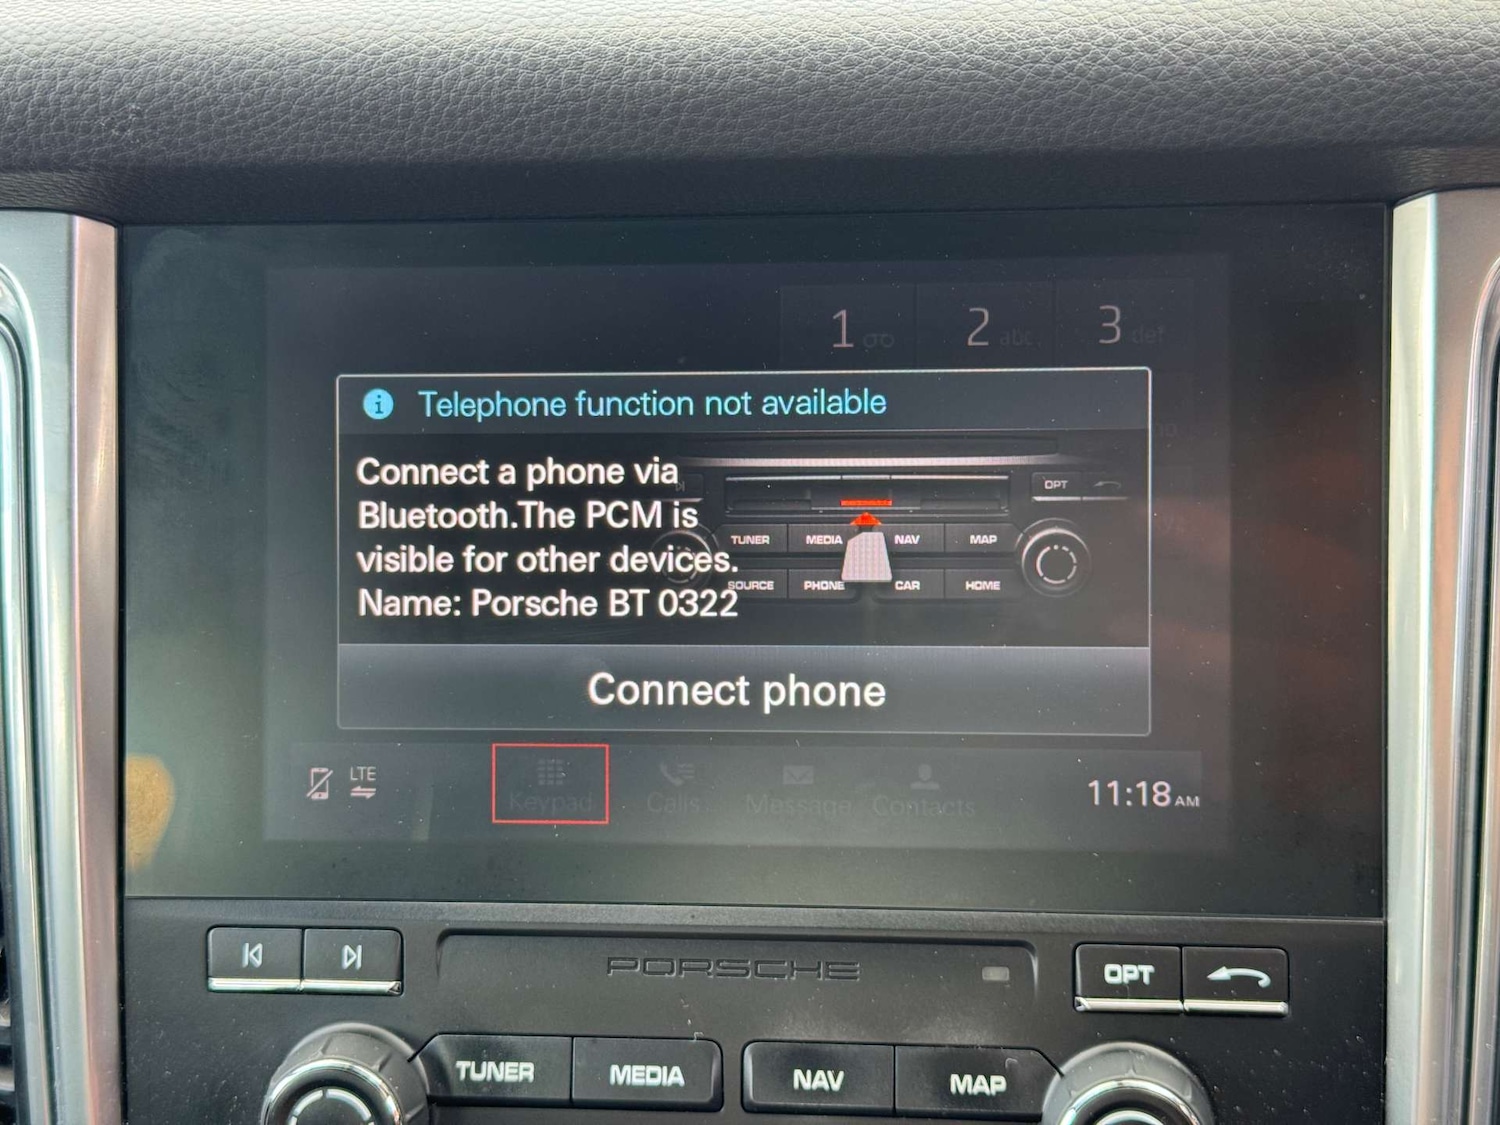 1
2 abc
3 def
Telephone function not available
Connect a phone via
Bluetooth.The PCM is
visible for other devices.
Name: Porsche BT 0322
OPT
TUNER MEDIA NAV MAP
SOURCE PHONE CAR HOME
Connect phone
LTE
Keypad Calls Message Contacts
11:18 AM
PORSCHE
OPT
TUNER MEDIA NAV MAP